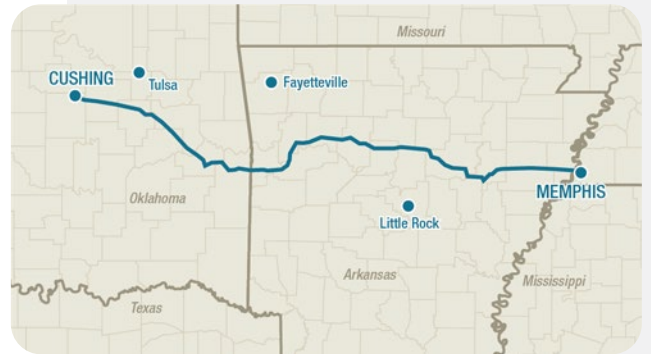 Missouri
CUSHING
Tulsa
Fayetteville
Oklahoma
MEMPHIS
Little Rock
Arkansas
Mississippi
Texas